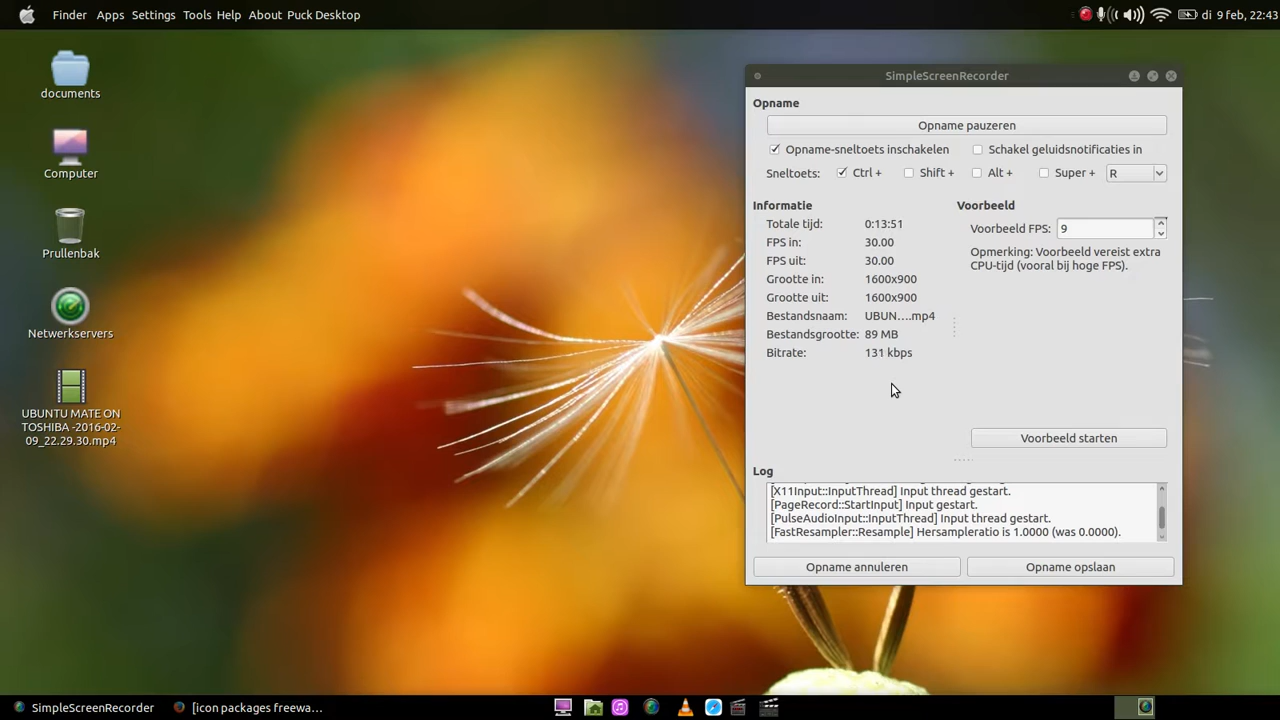 Finder Apps Settings Tools Help About Puck Desktop
di 9 feb, 22:43
documents
Computer
Prullenbak
Netwerkservers
UBUNTU MATE ON
TOSHIBA -2016-02-
09_22.29.30.mp4
SimpleScreenRecorder
Opname
Opname pauzeren
Opname-sneltoets inschakelen
Schakel geluidsnotificaties in
Sneltoets: Ctrl + Shift + Alt + Super + R
Informatie
Totale tijd: 0:13:51
FPS in: 30.00
FPS uit: 30.00
Grootte in: 1600x900
Grootte uit: 1600x900
Bestandsnaam: UBUN....mp4
Bestandsgrootte: 89 MB
Bitrate: 131 kbps
Voorbeeld
Voorbeeld FPS: 9
Opmerking: Voorbeeld vereist extra
CPU-tijd (vooral bij hoge FPS).
Voorbeeld starten
Log
[X11Input::InputThread] Input thread gestart.
[PageRecord::StartInput] Input gestart.
[PulseAudioInput::InputThread] Input thread gestart.
[FastResampler::Resample] Hersampleratio is 1.0000 (was 0.0000).
Opname annuleren
Opname opslaan
SimpleScreenRecorder
[icon packages freewa...